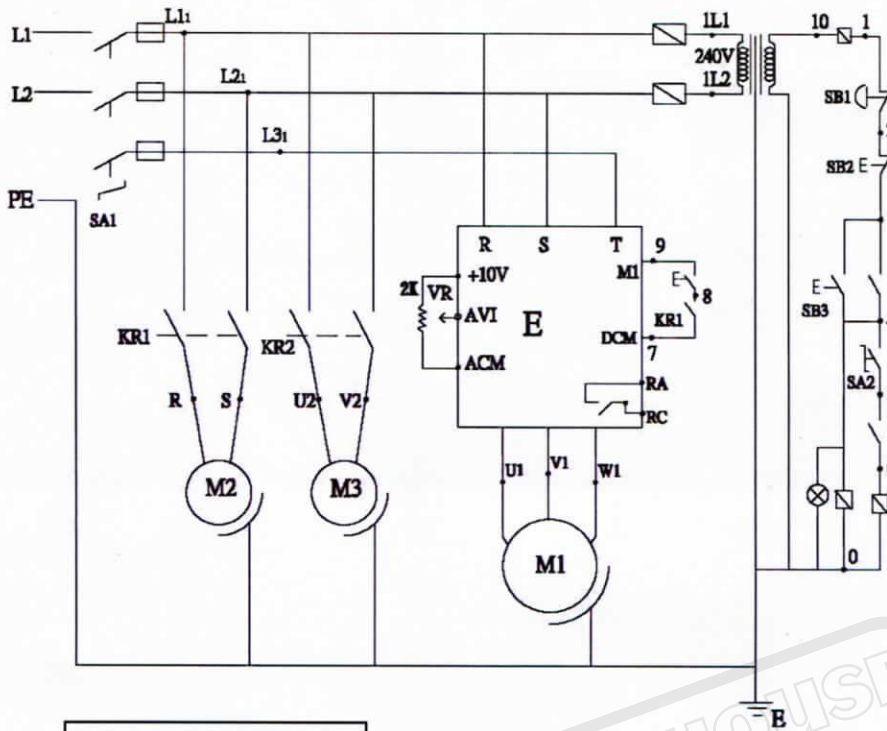 L1 L11 1L1 10 1
240V
L2 L21 1L2
SB1
L31
SB2
PE SA1
R S T 9
+10V M1
2K VR
8
AVI E KR1
SB3
KR1 KR2
DCM 7
ACM
SA2
RA
R S U2 V2
RC
U1 V1 W1
M2 M3
0
M1
E